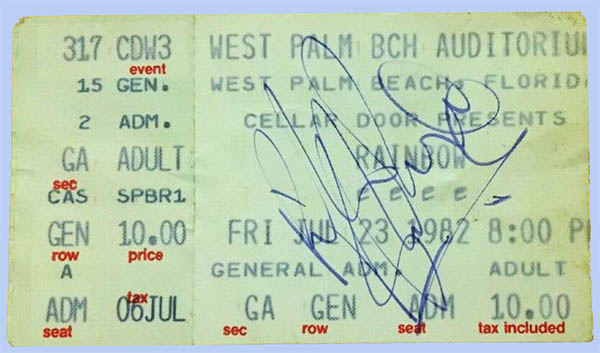 317 CDW3
event
15 GEN.
2 ADM.
GA ADULT
sec
CAS SPBR1
GEN 10.00
row price
A
tax
ADM 06JUL
seat
WEST PALM BCH AUDITORIU
WEST PALM BEACH, FLORID
CELLAR DOOR PRESENTS
RAINBOW
E E E E
FRI JUL 23 1982 8:00 P
GENERAL ADM. ADULT
GA GEN ADM 10.00
sec row seat tax included